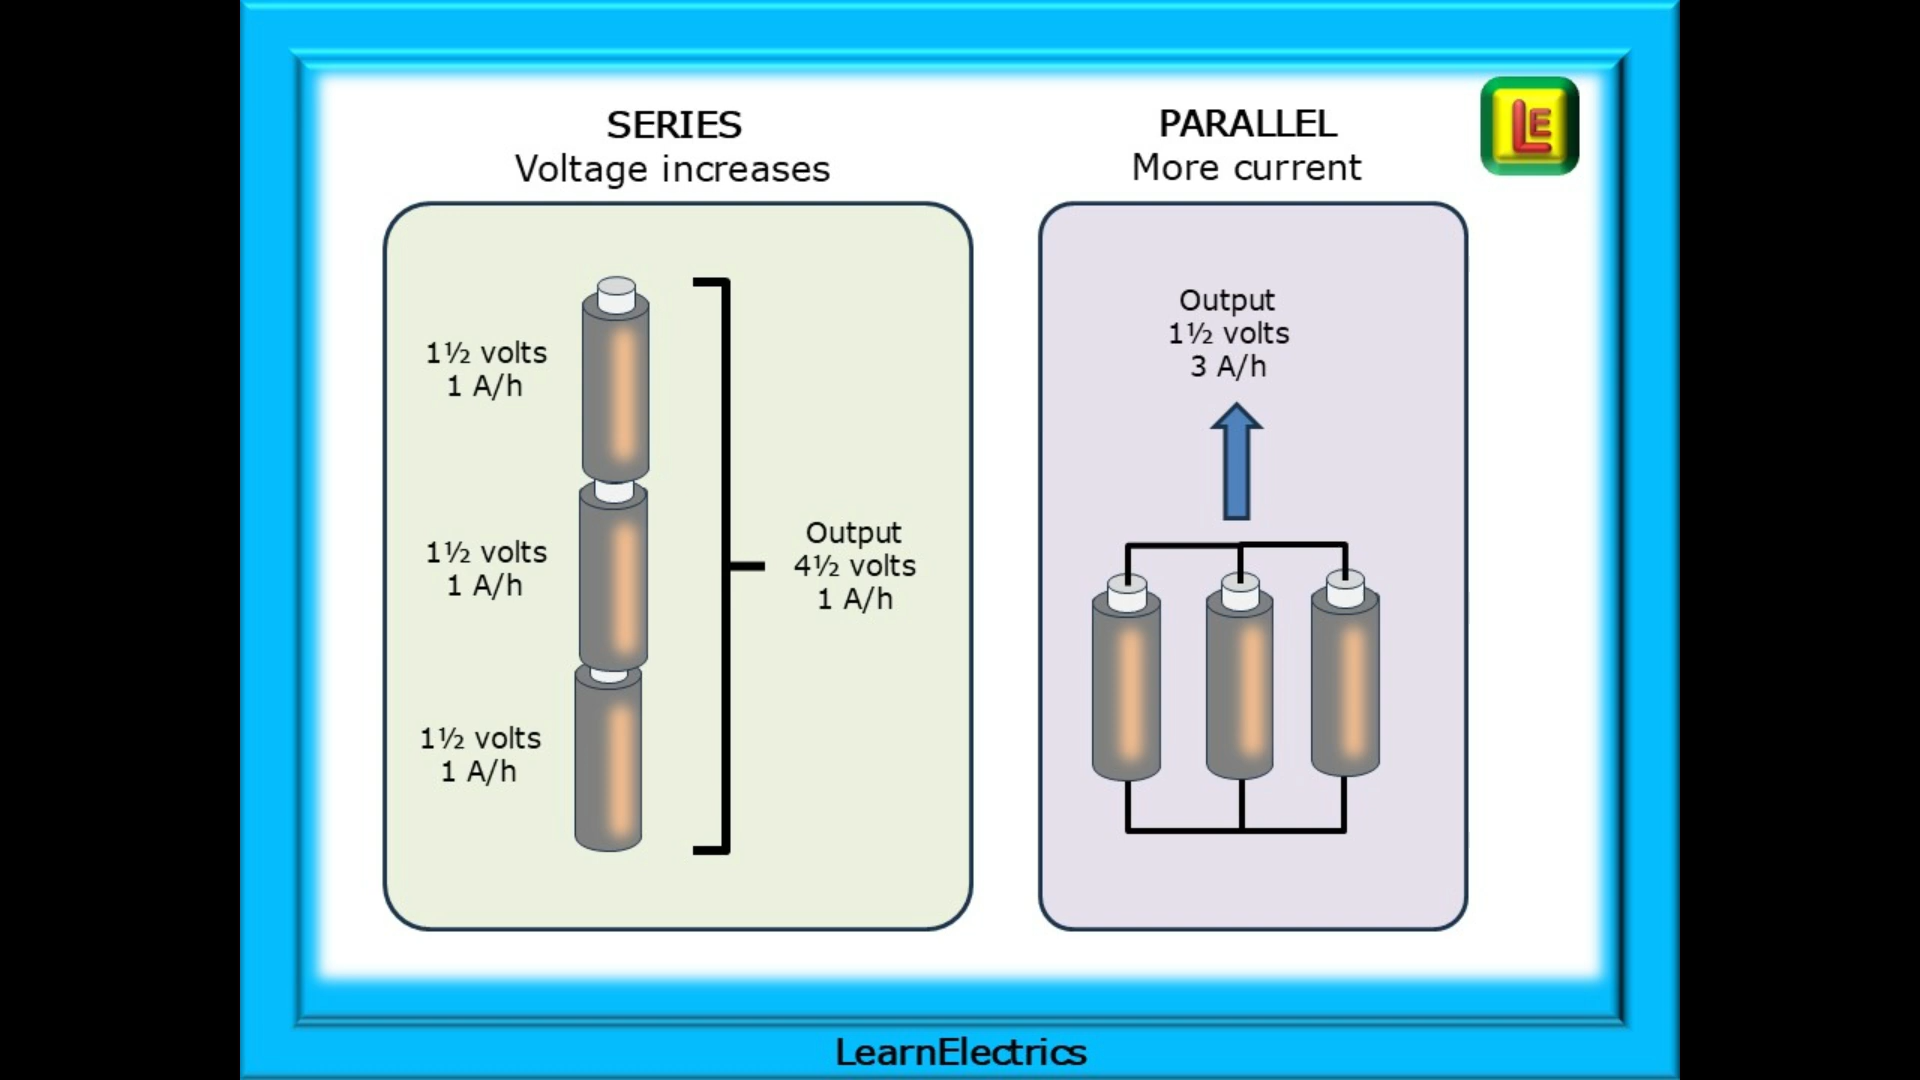 SERIES
Voltage increases
1½ volts
1 A/h
1½ volts
1 A/h
1½ volts
1 A/h
Output
4½ volts
1 A/h
PARALLEL
More current
Output
1½ volts
3 A/h
LE
LearnElectrics